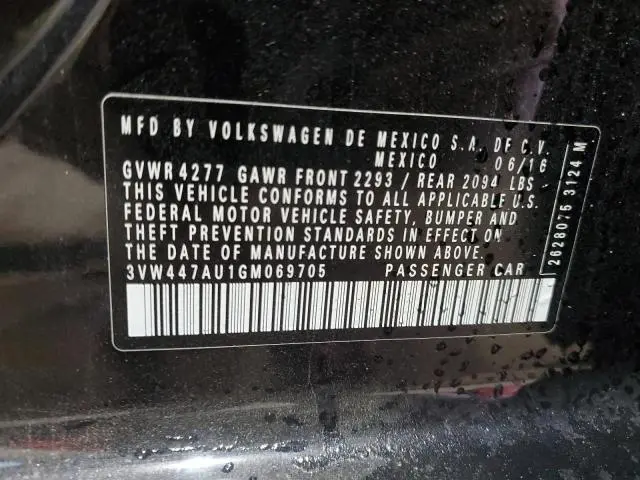 MFD BY VOLKSWAGEN DE MEXICO S.A. DF C.V.
MEXICO 06/16
GVWR 4277 GAWR FRONT 2293 / REAR 2094 LBS
THIS VEHICLE CONFORMS TO ALL APPLICABLE U.S.
FEDERAL MOTOR VEHICLE SAFETY, BUMPER AND
THEFT PREVENTION STANDARDS IN EFFECT ON
THE DATE OF MANUFACTURE SHOWN ABOVE.
3VW447AU1GM069705 PASSENGER CAR
2628075 3124 M